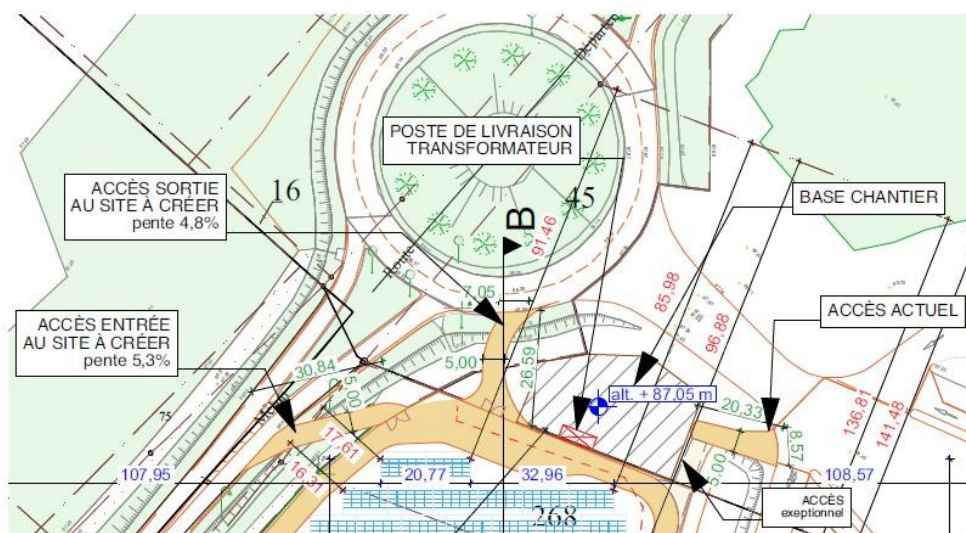 Départem
POSTE DE LIVRAISON
TRANSFORMATEUR
ACCÈS SORTIE
AU SITE À CRÉER
pente 4,8%
16
45
B
BASE CHANTIER
91,46
Route
7,05
85,98
ACCÈS ENTRÉE
AU SITE À CRÉER
pente 5,3%
ACCÈS ACTUEL
96,88
30,84
5,00
5,00
26,59
alt. + 87,05 m
20,33
136,81
141,48
75
17,61
8,57
107,95
20,77
32,96
5,00
108,57
268
ACCÈS
exeptionnel